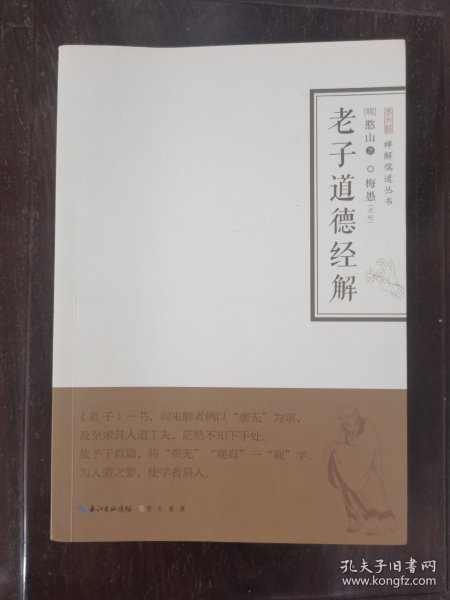 禅解儒道丛书
[明]憨山 著 ○ 梅愚 (点校)
老子道德经解
《老子》一书，向来解者例以“虚无”为宗，
及至求其入道工夫，茫然不知下手处。
故予于首篇，将“观无”“观有”一“观”字，
为入道之要，使学者易入。
长江出版传媒 崇文书局
孔夫子旧书网
www.kongfz.com